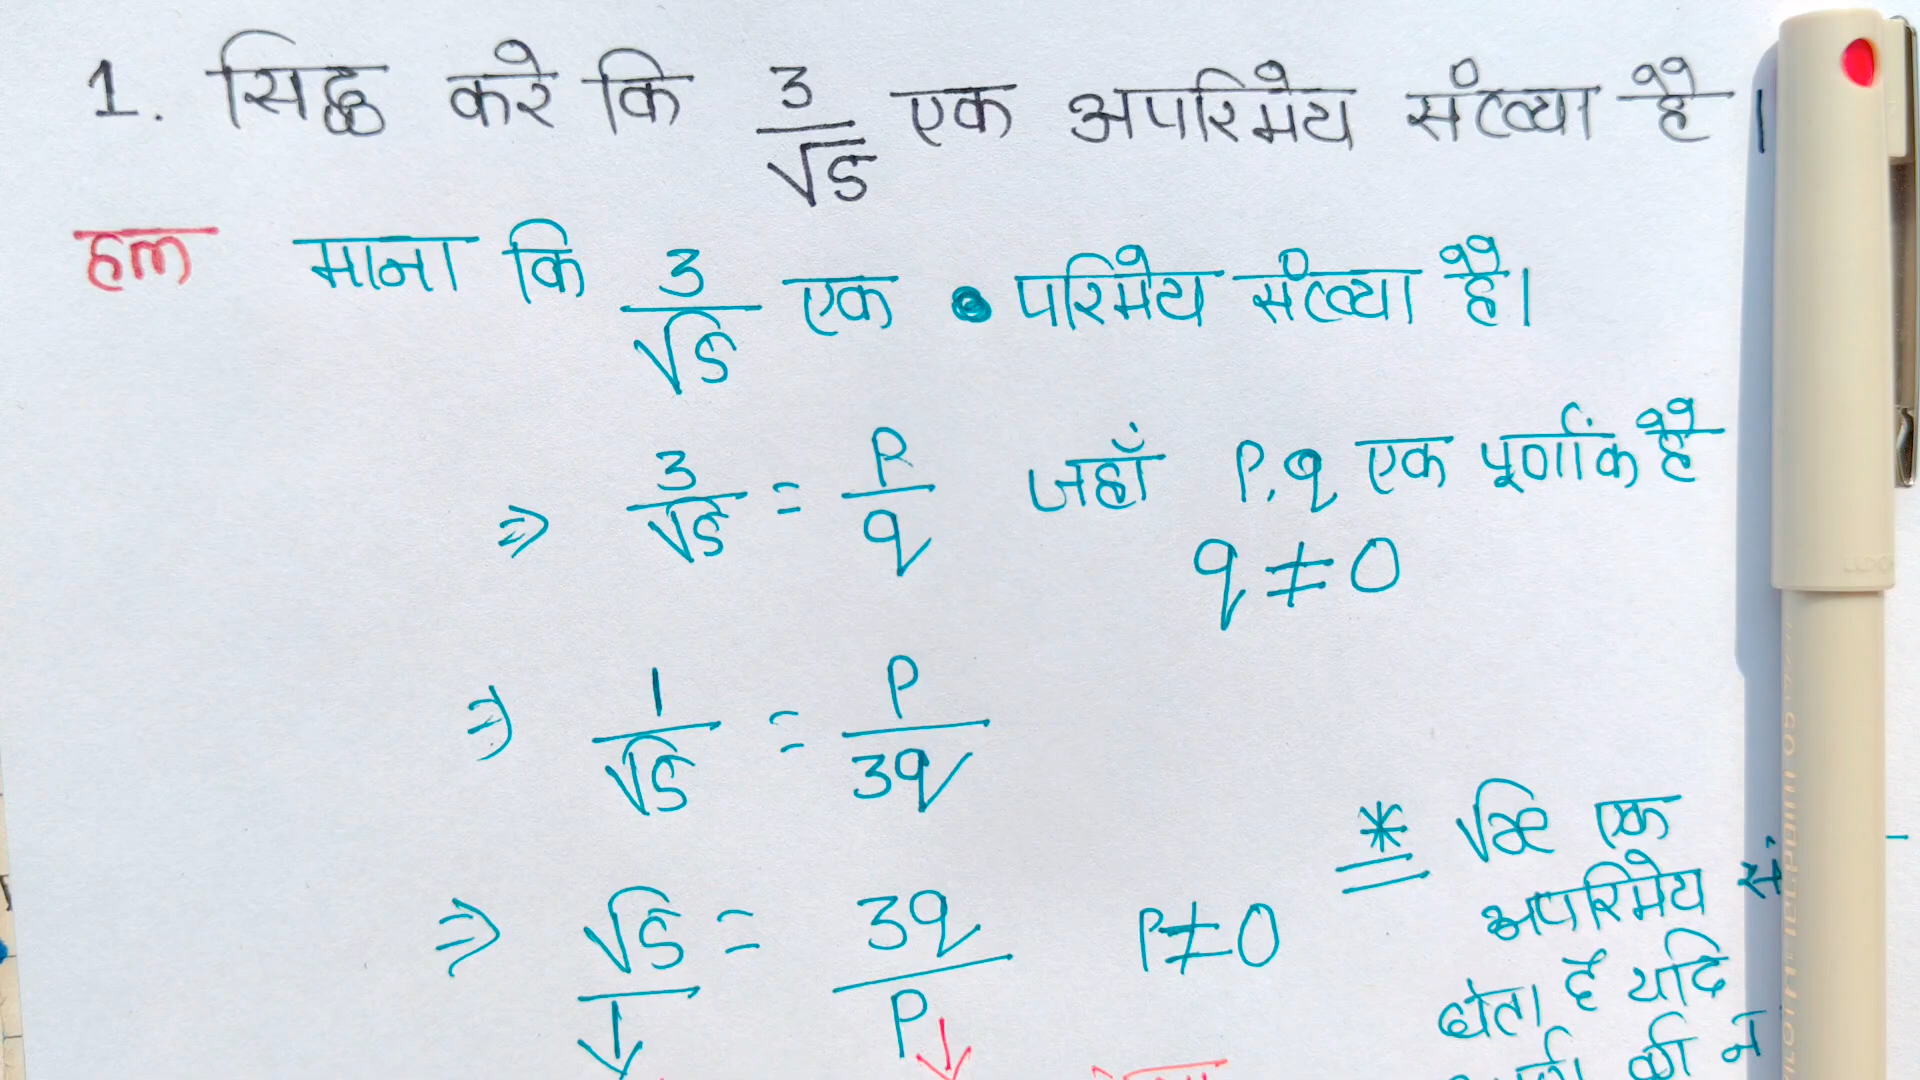 1. सिद्ध करे कि 3/√5 एक अपरिमेय संख्या है।
हल माना कि 3/√5 एक परिमेय संख्या है।
⇒ 3/√5 = P/q जहाँ P,q एक पूर्णांक है
q ≠ 0
⇒ 1/√5 = P/3q
⇒ √5/1 = 3q/P P≠0
* √x एक
अपरिमेय सं
होता है यदि